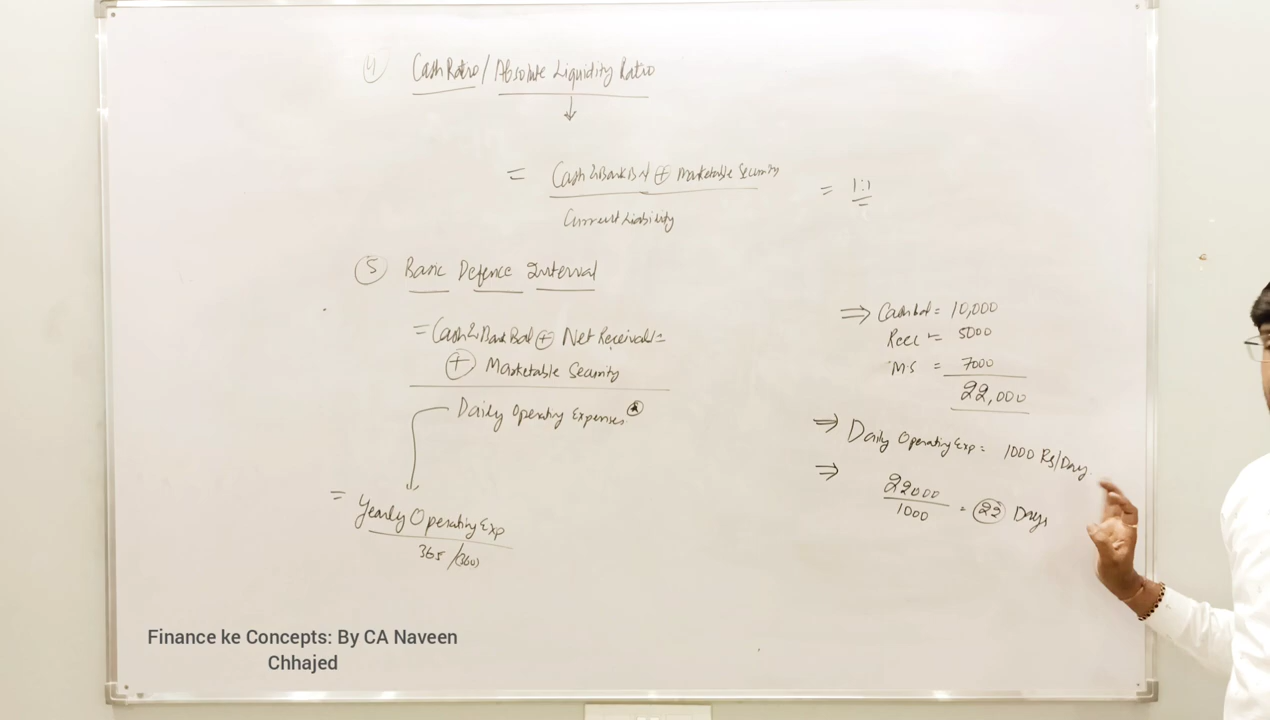 4 Cash Ratio / Absolute Liquidity Ratio
↓
= Cash & Bank Bal ⊕ Marketable Security
Current Liability
= 1:1
5 Basic Defence Interval
= Cash & Bank Bal ⊕ Net Receivable
⊕ Marketable Security
Daily Operating Expenses
= Yearly Operating Exp
365 / (360)
⇒ Cash bal = 10,000
Rec = 5000
M.S = 7000
22,000
⇒ Daily Operating Exp = 1000 Rs/Day
⇒ 22000
1000
= 22 Days
Finance ke Concepts: By CA Naveen
Chhajed